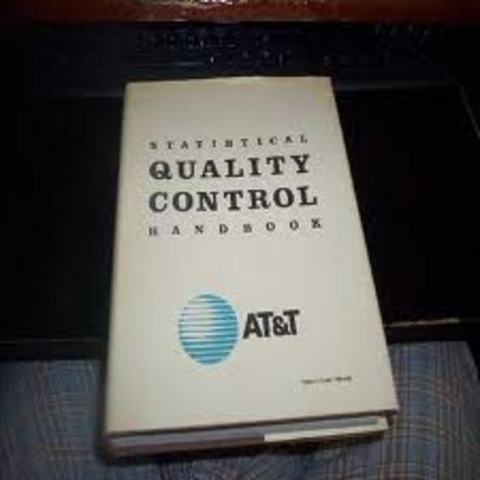 STATISTICAL
QUALITY
CONTROL
HANDBOOK
AT&T